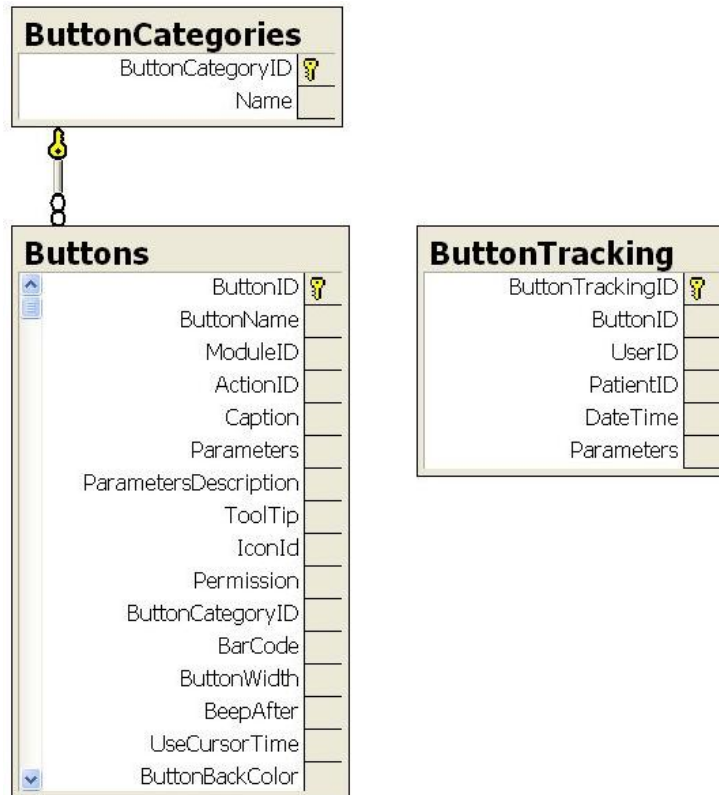 ButtonCategories
ButtonCategoryID
Name
Buttons
ButtonID
ButtonName
ModuleID
ActionID
Caption
Parameters
ParametersDescription
ToolTip
IconId
Permission
ButtonCategoryID
BarCode
ButtonWidth
BeepAfter
UseCursorTime
ButtonBackColor
ButtonTracking
ButtonTrackingID
ButtonID
UserID
PatientID
DateTime
Parameters